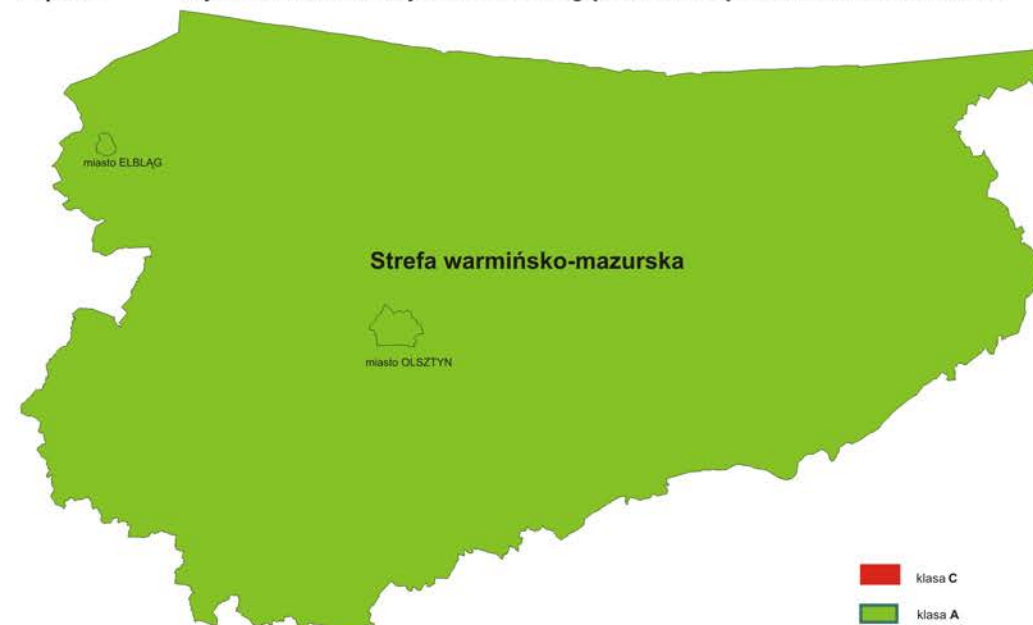 miasto ELBLĄG
Strefa warmińsko-mazurska
miasto OLSZTYN
klasa C
klasa A